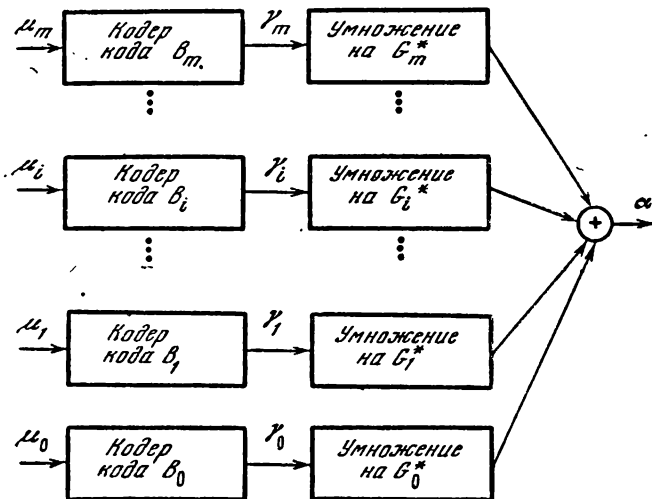 μm Кодер кода Bm. γm Умножение на Gm*
μi Кодер кода Bi γi Умножение на Gi*
+ α
μ1 Кодер кода B1 γ1 Умножение на G1*
μ0 Кодер кода B0 γ0 Умножение на G0*